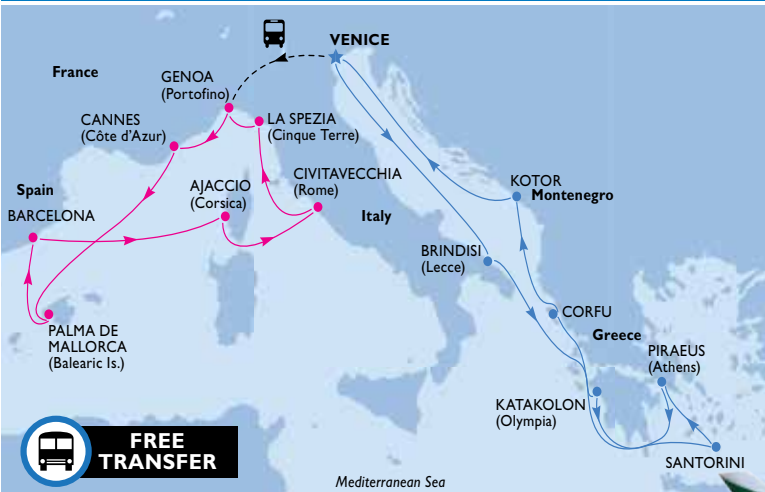 VENICE
France
GENOA
(Portofino)
CANNES
(Côte d'Azur)
LA SPEZIA
(Cinque Terre)
Spain
BARCELONA
AJACCIO
(Corsica)
CIVITAVECCHIA
(Rome)
Italy
KOTOR
Montenegro
BRINDISI
(Lecce)
CORFU
Greece
PIRAEUS
(Athens)
PALMA DE
MALLORCA
(Balearic Is.)
KATAKOLON
(Olympia)
SANTORINI
FREE
TRANSFER
Mediterranean Sea